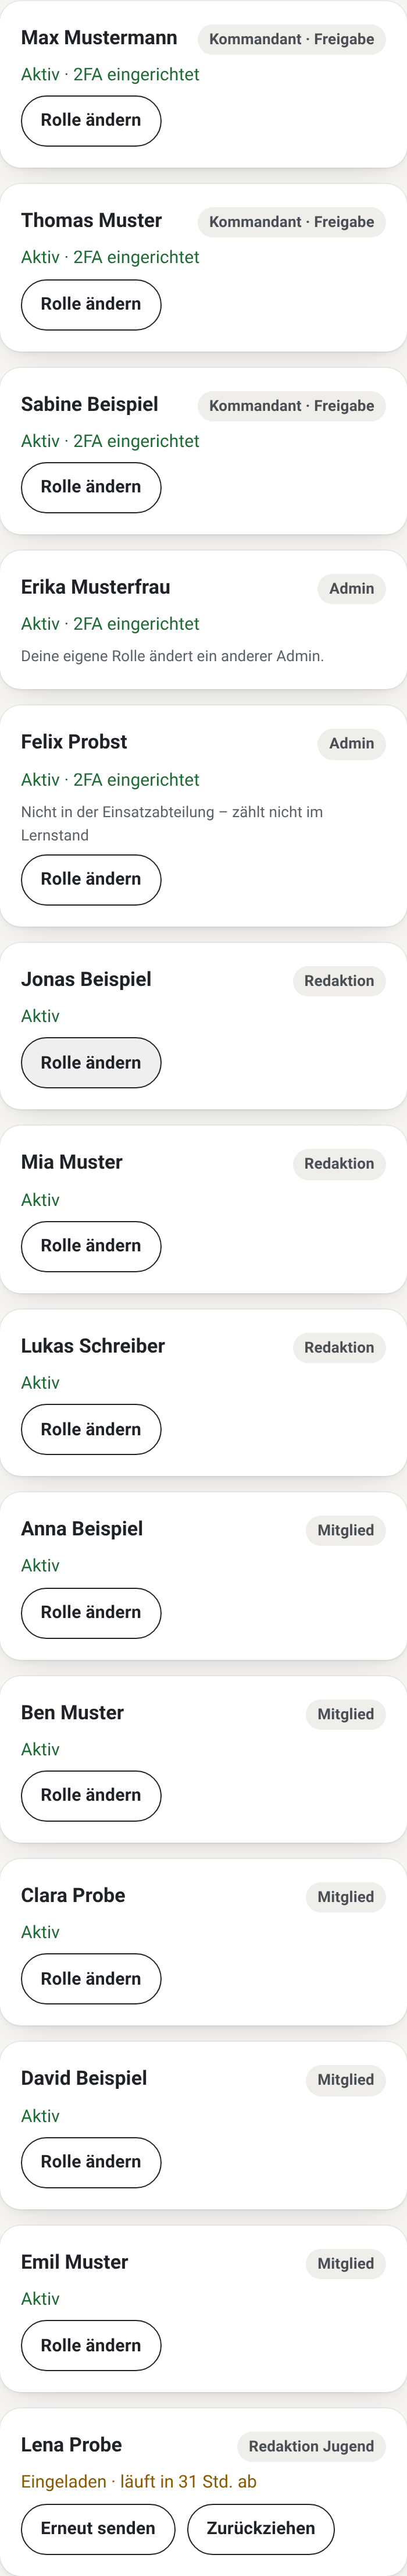 Max Mustermann Kommandant · Freigabe
Aktiv · 2FA eingerichtet
Rolle ändern
Thomas Muster Kommandant · Freigabe
Aktiv · 2FA eingerichtet
Rolle ändern
Sabine Beispiel Kommandant · Freigabe
Aktiv · 2FA eingerichtet
Rolle ändern
Erika Musterfrau Admin
Aktiv · 2FA eingerichtet
Deine eigene Rolle ändert ein anderer Admin.
Felix Probst Admin
Aktiv · 2FA eingerichtet
Nicht in der Einsatzabteilung – zählt nicht im
Lernstand
Rolle ändern
Jonas Beispiel Redaktion
Aktiv
Rolle ändern
Mia Muster Redaktion
Aktiv
Rolle ändern
Lukas Schreiber Redaktion
Aktiv
Rolle ändern
Anna Beispiel Mitglied
Aktiv
Rolle ändern
Ben Muster Mitglied
Aktiv
Rolle ändern
Clara Probe Mitglied
Aktiv
Rolle ändern
David Beispiel Mitglied
Aktiv
Rolle ändern
Emil Muster Mitglied
Aktiv
Rolle ändern
Lena Probe Redaktion Jugend
Eingeladen · läuft in 31 Std. ab
Erneut senden Zurückziehen